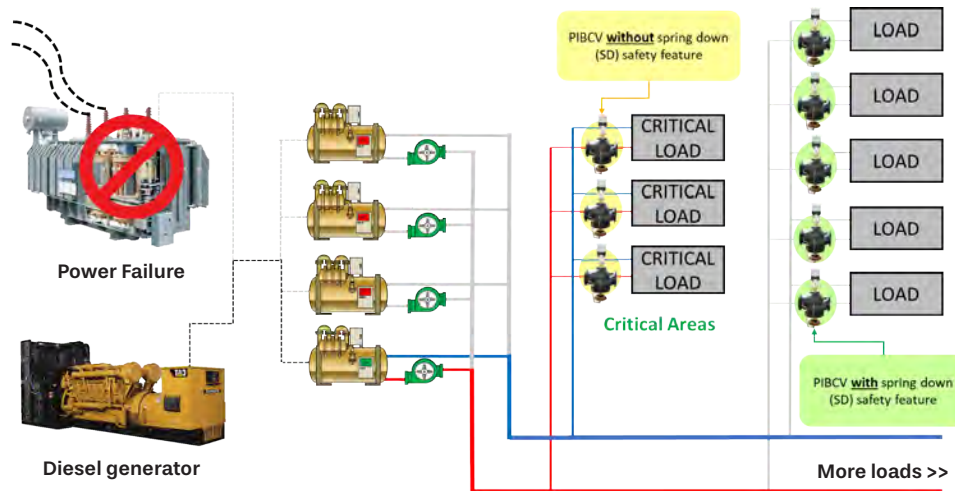 PIBCV without spring down
(SD) safety feature
LOAD
CRITICAL
LOAD
LOAD
CRITICAL
LOAD
LOAD
CRITICAL
LOAD
LOAD
Power Failure
Critical Areas
LOAD
PIBCV with spring down
(SD) safety feature
Diesel generator
More loads >>